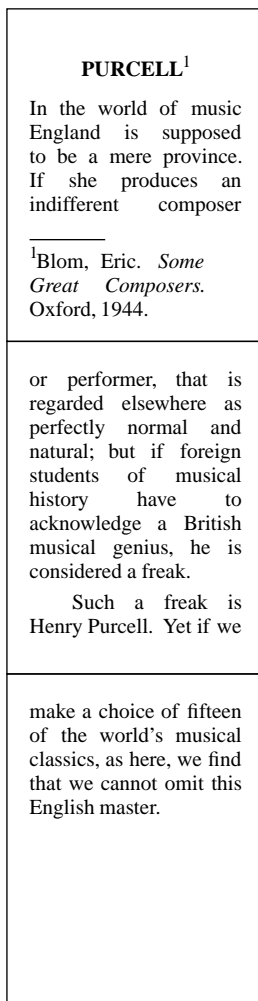 PURCELL1
In the world of music
England is supposed
to be a mere province.
If she produces an
indifferent composer
1Blom, Eric. Some
Great Composers.
Oxford, 1944.
or performer, that is
regarded elsewhere as
perfectly normal and
natural; but if foreign
students of musical
history have to
acknowledge a British
musical genius, he is
considered a freak.
Such a freak is
Henry Purcell. Yet if we
make a choice of fifteen
of the world's musical
classics, as here, we find
that we cannot omit this
English master.